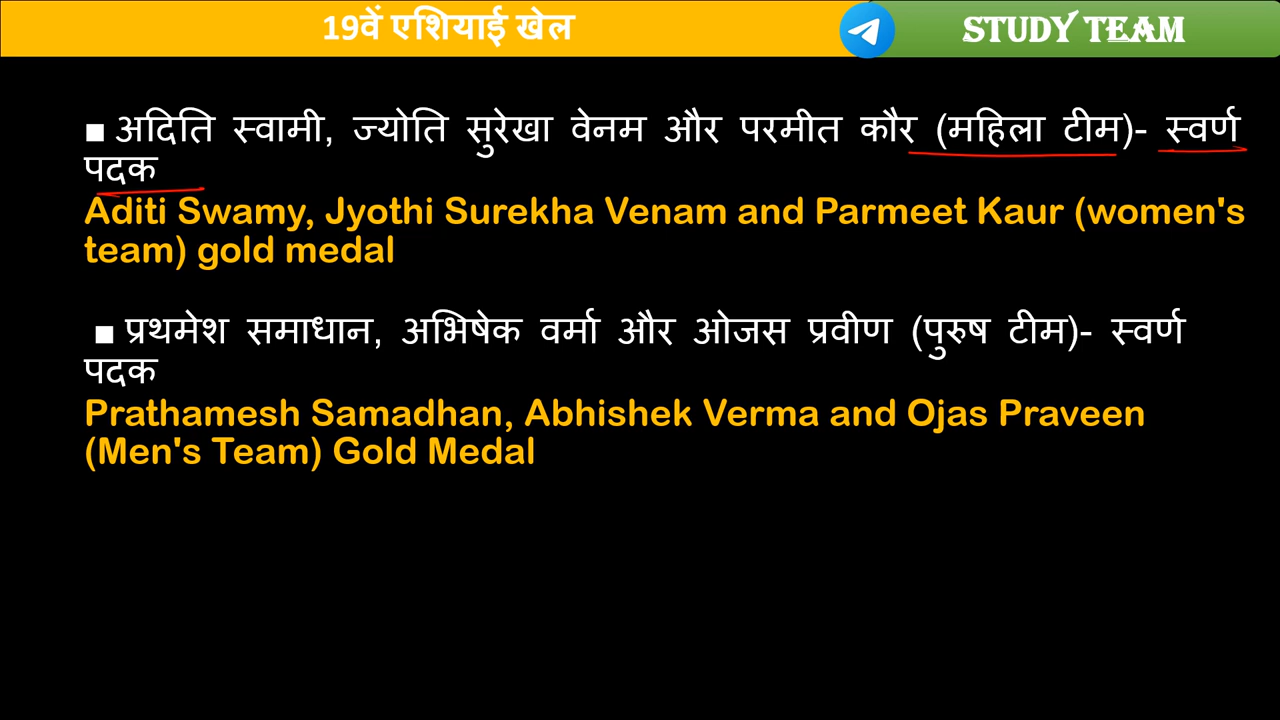 19वें एशियाई खेल
STUDY TEAM
▪ अदिति स्वामी, ज्योति सुरेखा वेनम और परमीत कौर (महिला टीम)- स्वर्ण
पदक
Aditi Swamy, Jyothi Surekha Venam and Parmeet Kaur (women's
team) gold medal
▪ प्रथमेश समाधान, अभिषेक वर्मा और ओजस प्रवीण (पुरुष टीम)- स्वर्ण
पदक
Prathamesh Samadhan, Abhishek Verma and Ojas Praveen
(Men's Team) Gold Medal